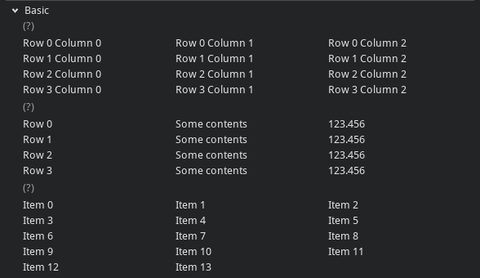 Basic
(?)
Row 0 Column 0 Row 0 Column 1 Row 0 Column 2
Row 1 Column 0 Row 1 Column 1 Row 1 Column 2
Row 2 Column 0 Row 2 Column 1 Row 2 Column 2
Row 3 Column 0 Row 3 Column 1 Row 3 Column 2
(?)
Row 0 Some contents 123.456
Row 1 Some contents 123.456
Row 2 Some contents 123.456
Row 3 Some contents 123.456
(?)
Item 0 Item 1 Item 2
Item 3 Item 4 Item 5
Item 6 Item 7 Item 8
Item 9 Item 10 Item 11
Item 12 Item 13